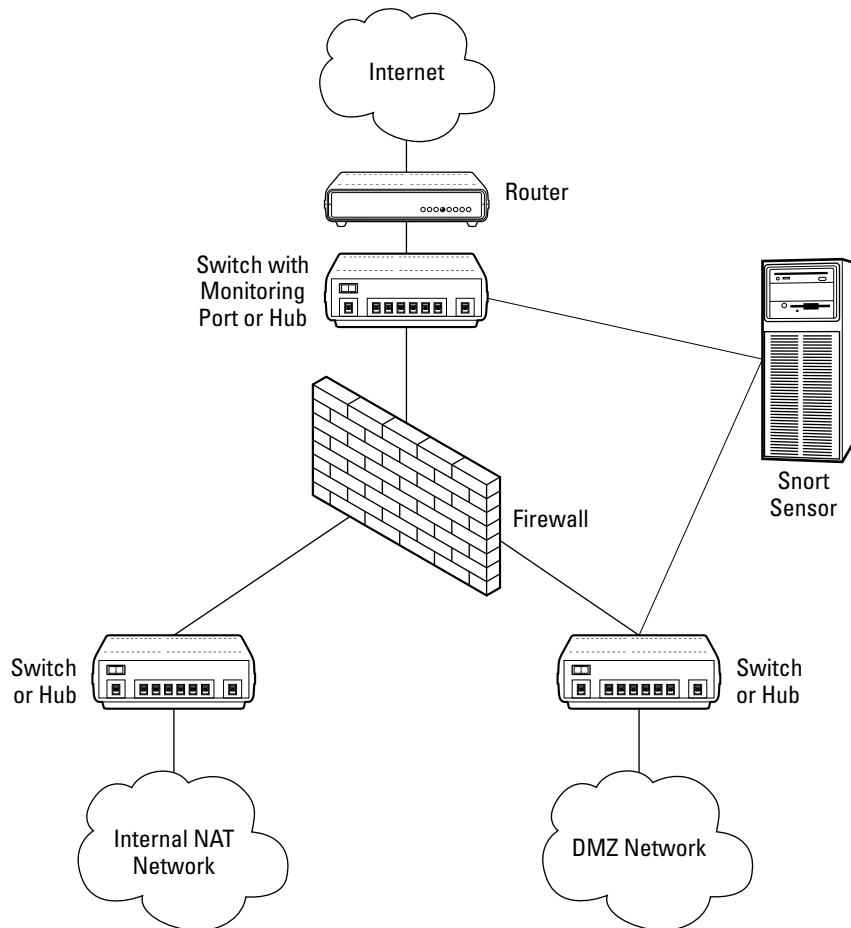 Internet
Router
Switch with
Monitoring
Port or Hub
Snort
Sensor
Firewall
Switch
or Hub
Switch
or Hub
Internal NAT
Network
DMZ Network